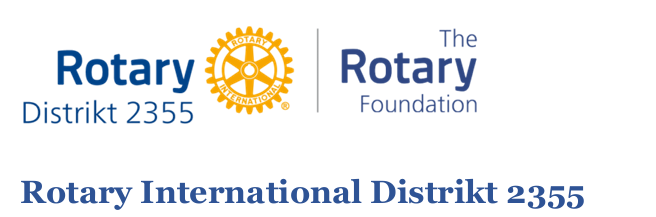 Rotary
Distrikt 2355
ROTARY
INTERNATIONAL
®
The
Rotary
Foundation
Rotary International Distrikt 2355